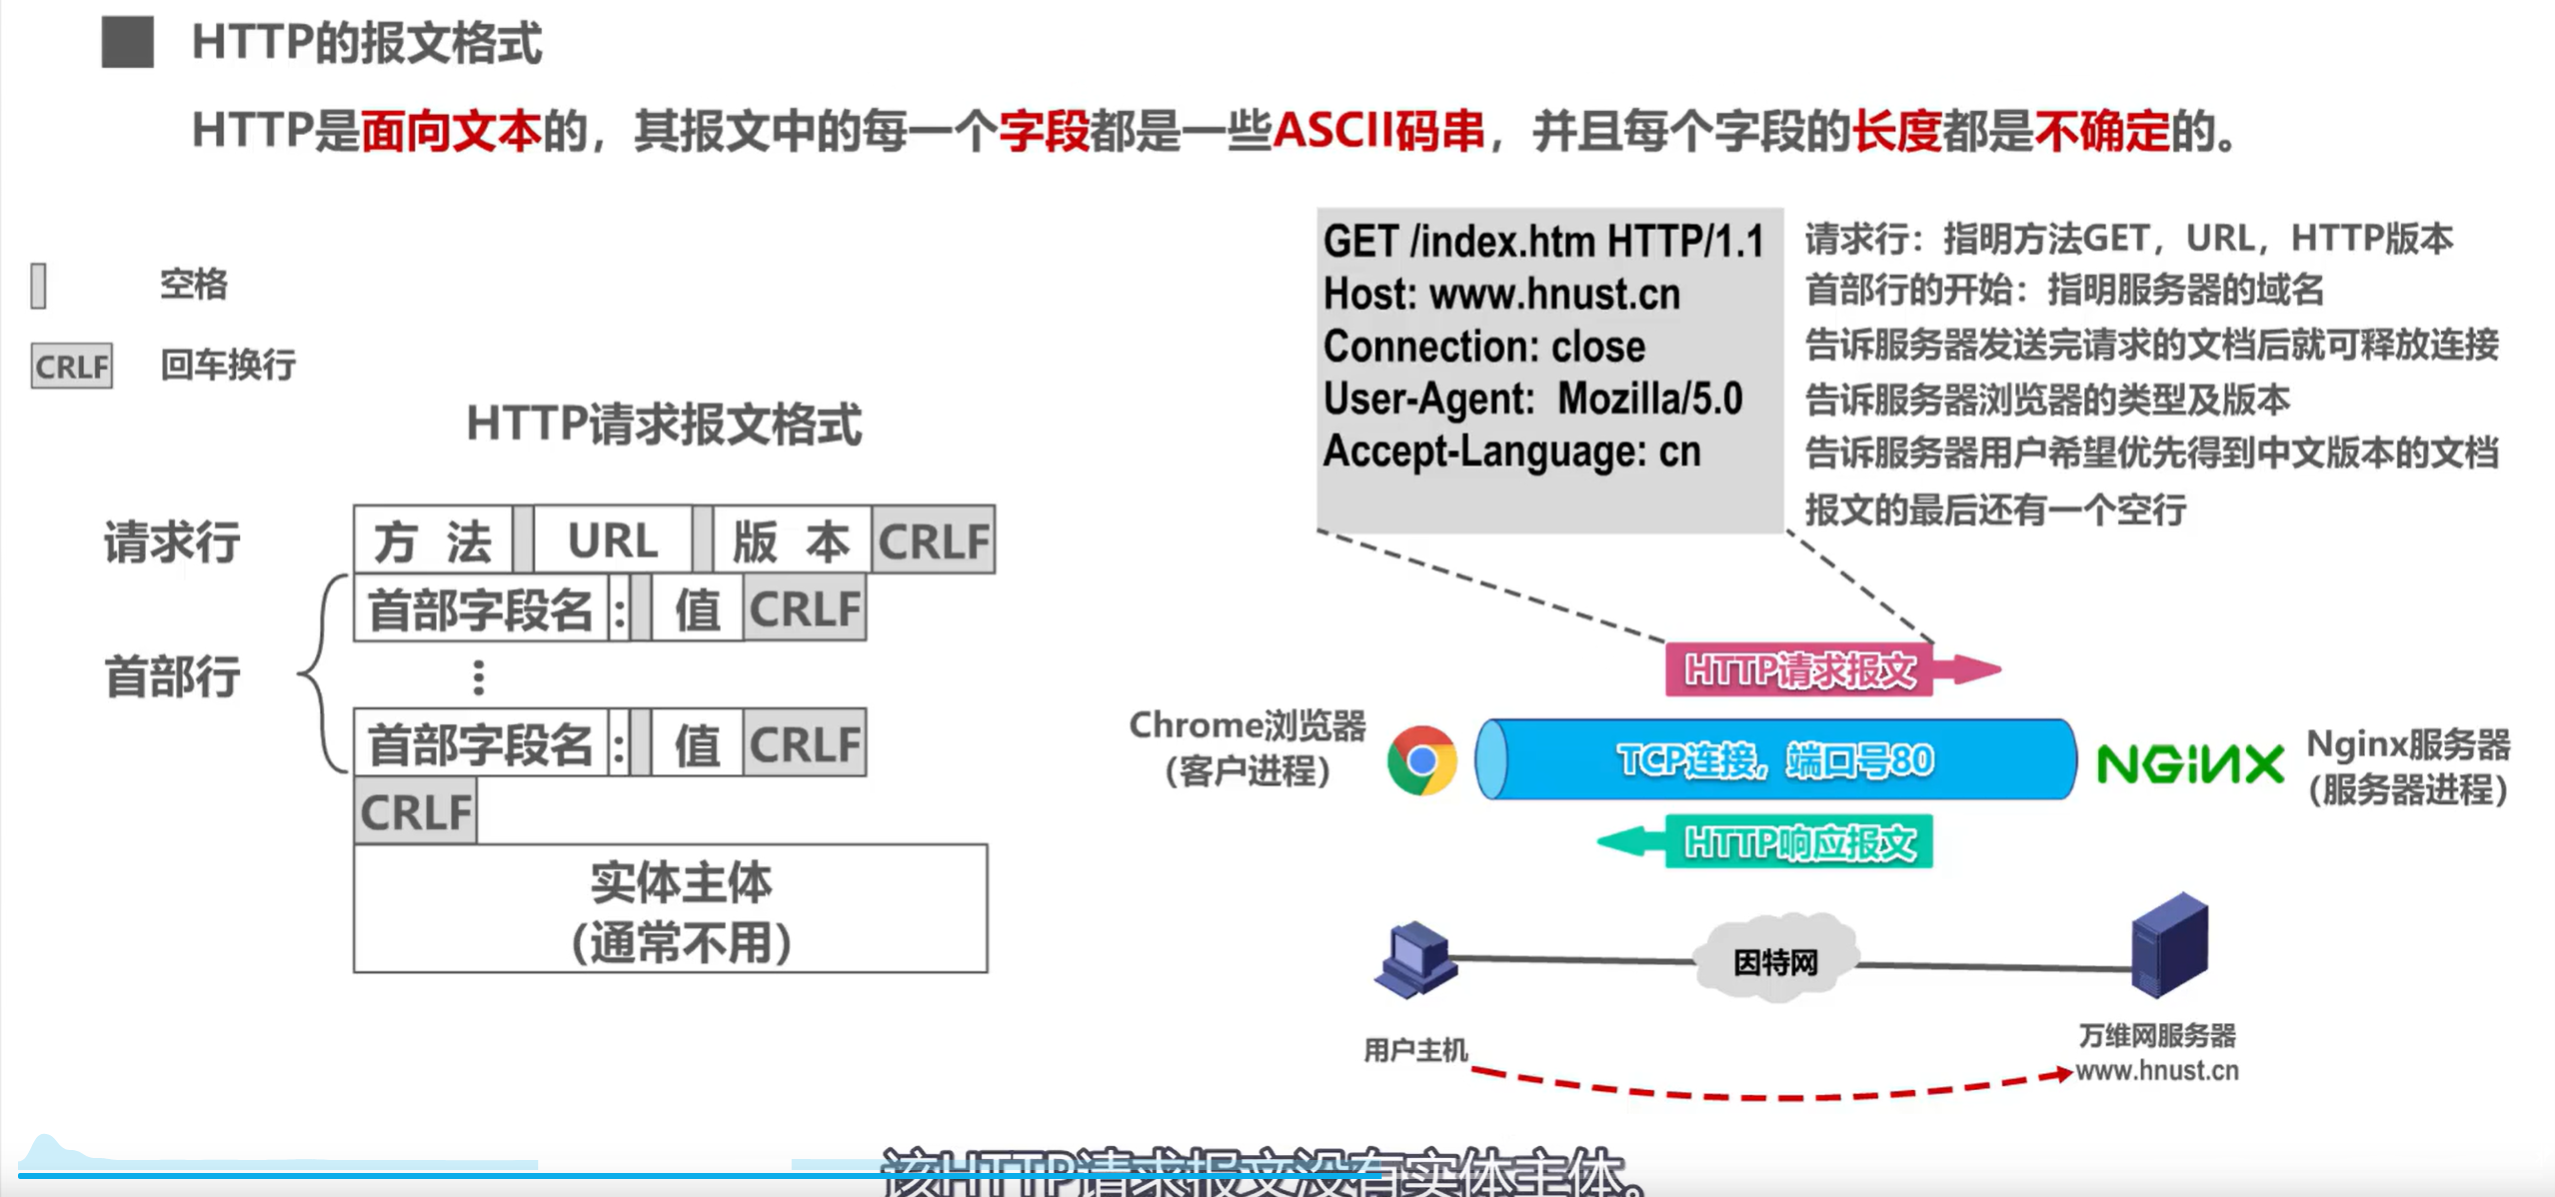 HTTP的报文格式
HTTP是面向文本的，其报文中的每一个字段都是一些ASCII码串，并且每个字段的长度都是不确定的。
空格
CRLF 回车换行
HTTP请求报文格式
请求行 方 法 URL 版 本 CRLF
首部行
首部字段名 : 值 CRLF
⋮
首部字段名 : 值 CRLF
CRLF
实体主体
(通常不用)
GET /index.htm HTTP/1.1 请求行：指明方法GET，URL，HTTP版本
Host: www.hnust.cn 首部行的开始：指明服务器的域名
Connection: close 告诉服务器发送完请求的文档后就可释放连接
User-Agent: Mozilla/5.0 告诉服务器浏览器的类型及版本
Accept-Language: cn 告诉服务器用户希望优先得到中文版本的文档
报文的最后还有一个空行
HTTP请求报文
Chrome浏览器
(客户进程)
TCP连接，端口号80
NGINX
Nginx服务器
(服务器进程)
HTTP响应报文
因特网
用户主机
万维网服务器
www.hnust.cn
该HTTP请求报文没有实体主体。